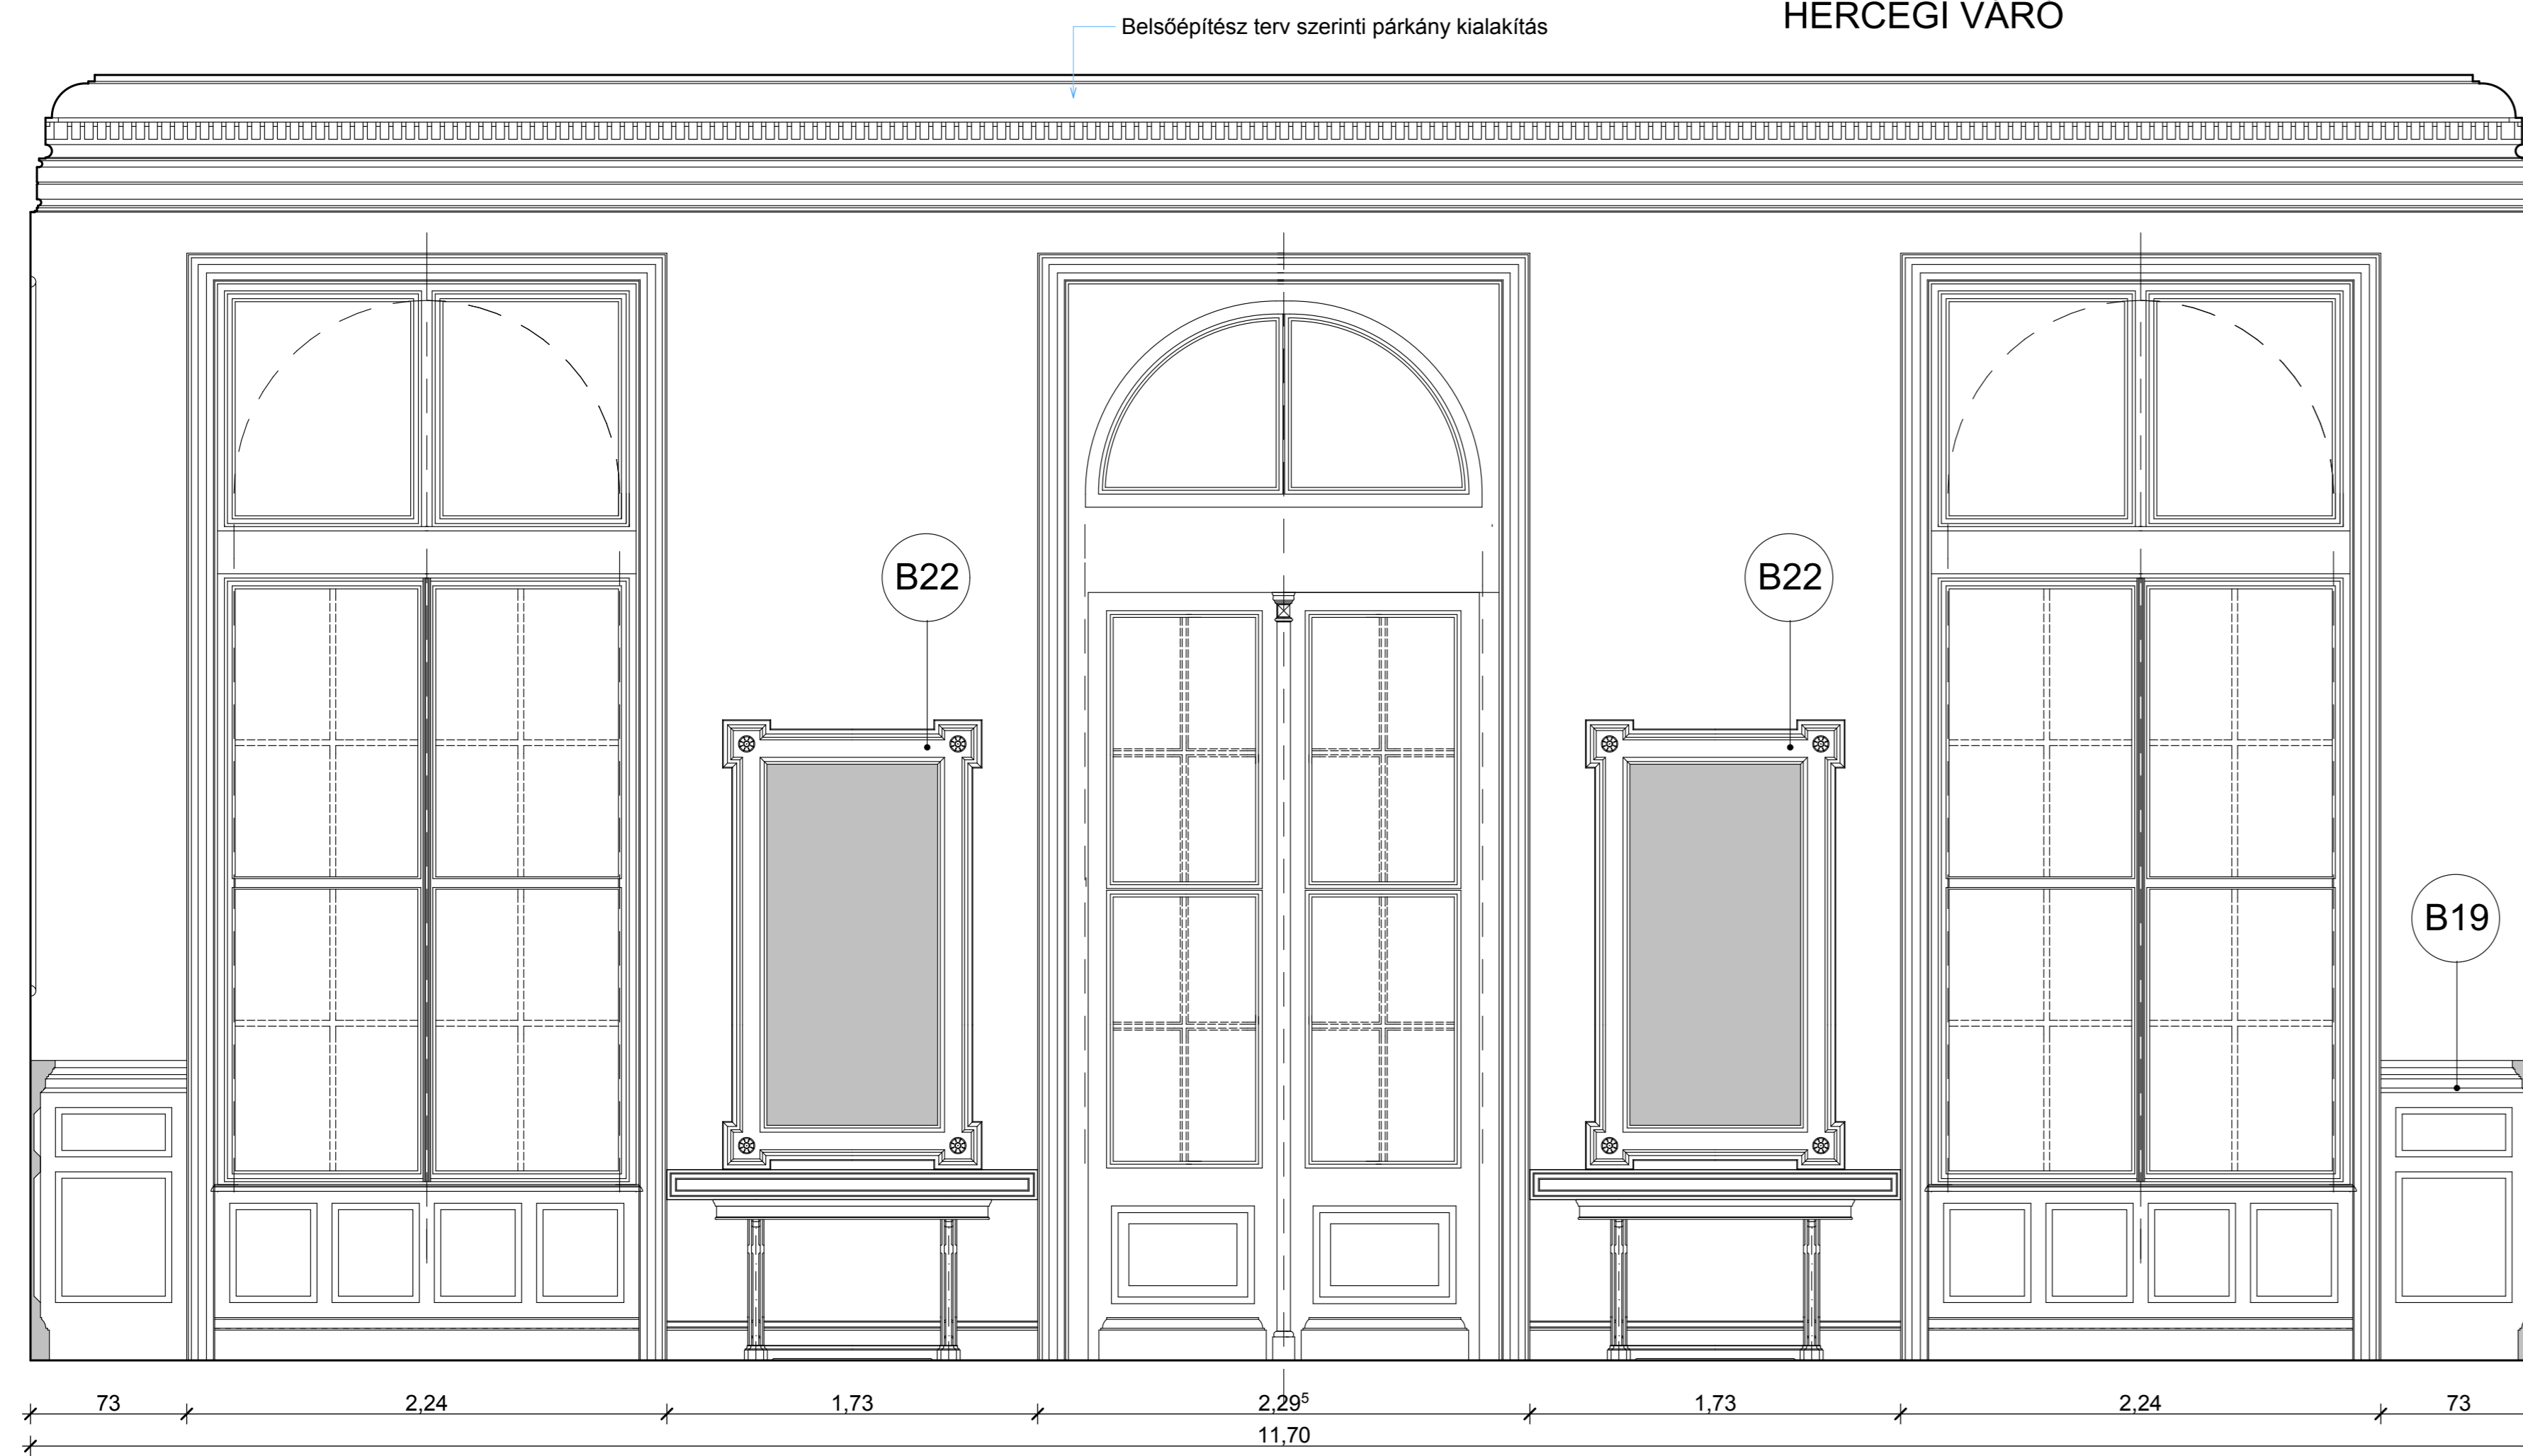 HERCEGI VÁRÓ
Belsőépítész terv szerinti párkány kialakítás
B22
B22
B19
73 2,24 1,73 2,29⁵ 1,73 2,24 73
11,70